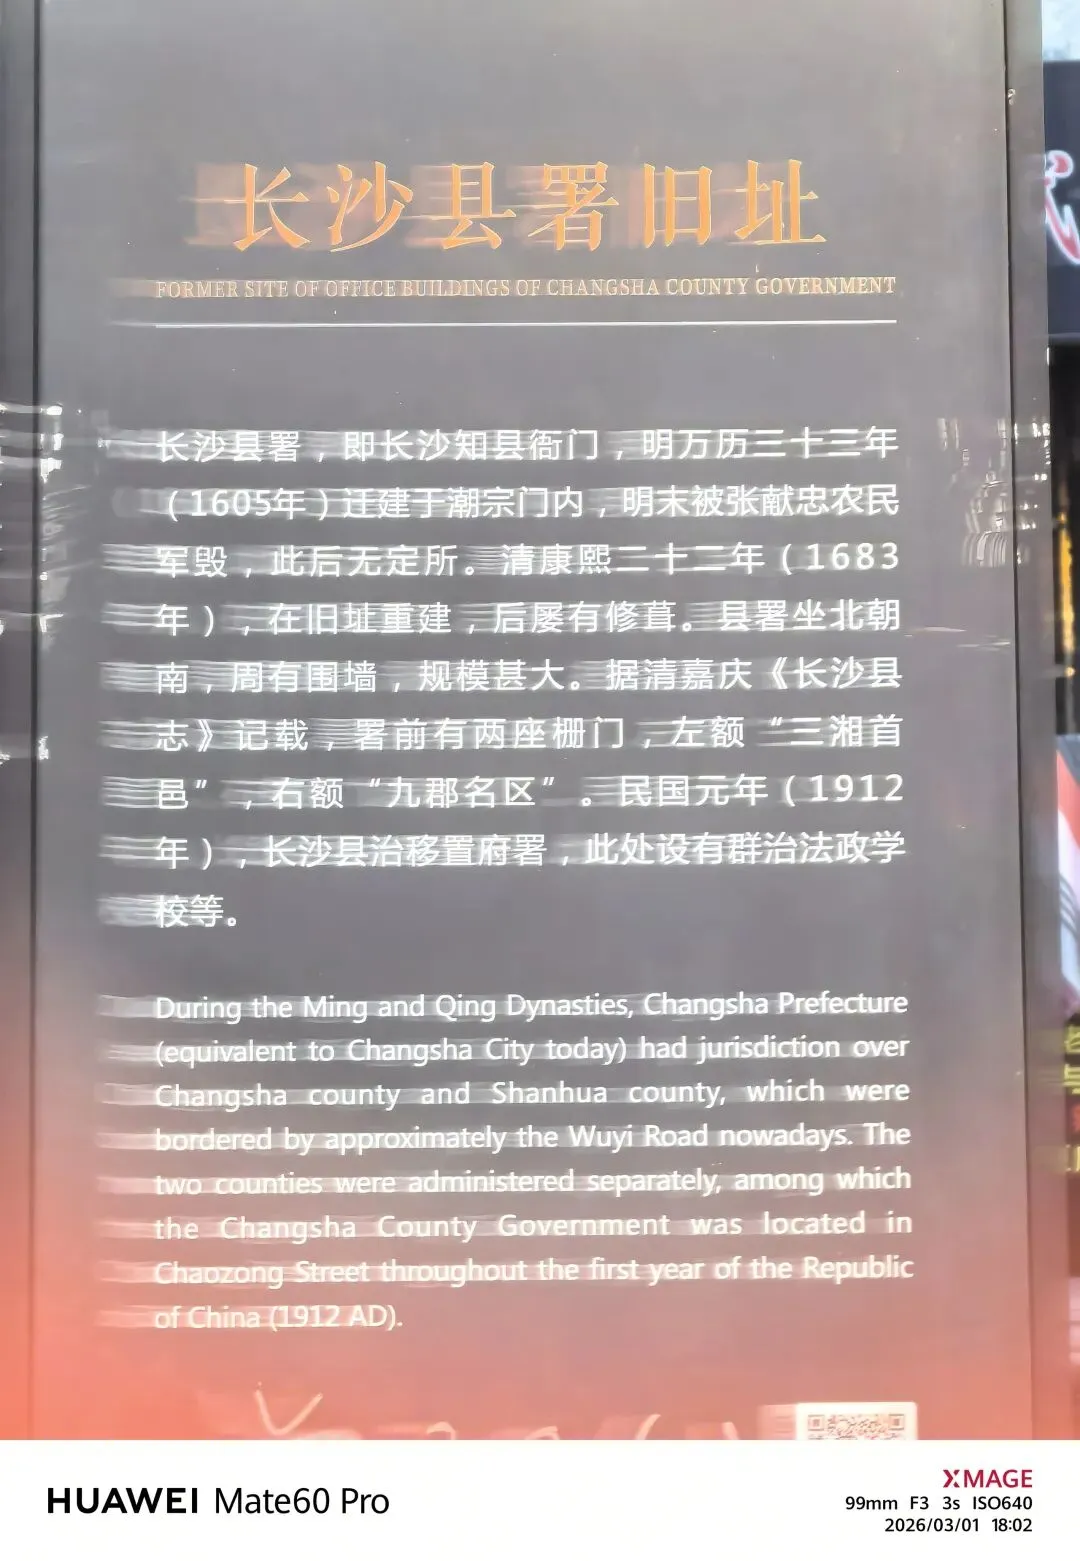 长沙县署旧址
FORMER SITE OF OFFICE BUILDINGS OF CHANGSHA COUNTY GOVERNMENT
长沙县署，即长沙知县衙门，明万历三十三年
（1605年）迁建于潮宗门内，明末被张献忠农民
军毁，此后无定所。清康熙二十二年（1683
年），在旧址重建，后屡有修葺。县署坐北朝
南，周有围墙，规模甚大。据清嘉庆《长沙县
志》记载，署前有两座栅门，左额“三湘首
邑”，右额“九郡名区”。民国元年（1912
年），长沙县治移置府署，此处设有群治法政学
校等。
During the Ming and Qing Dynasties, Changsha Prefecture
(equivalent to Changsha City today) had jurisdiction over
Changsha county and Shanhua county, which were
bordered by approximately the Wuyi Road nowadays. The
two counties were administered separately, among which
the Changsha County Government was located in
Chaozong Street throughout the first year of the Republic
of China (1912 AD).
HUAWEI Mate60 Pro
XMAGE
99mm F3 3s ISO640
2026/03/01 18:02